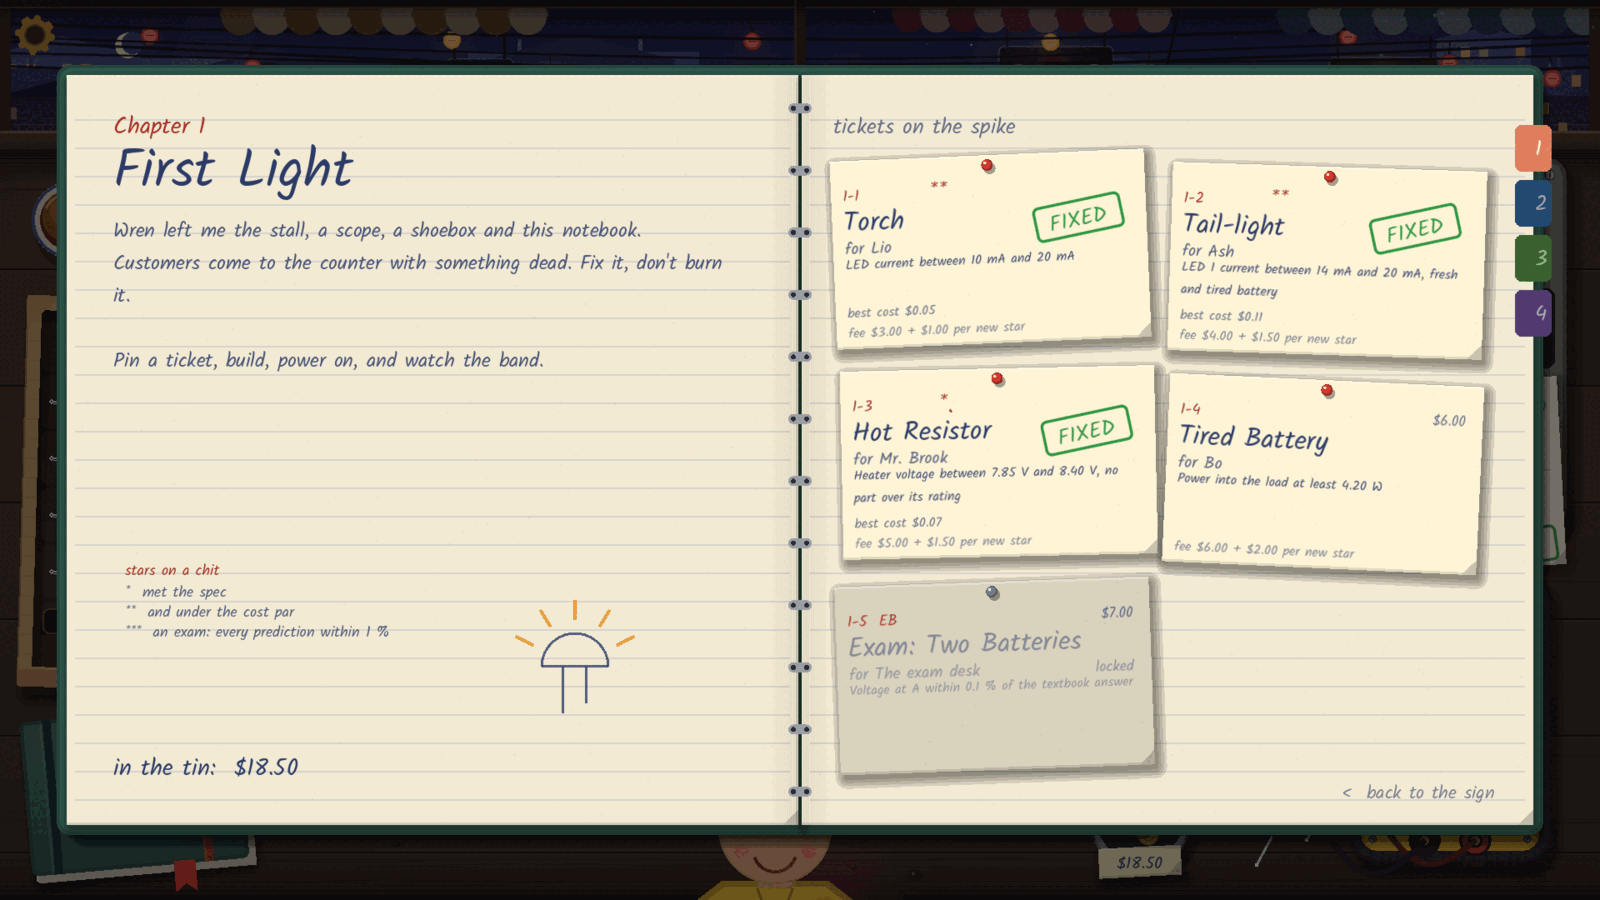 Chapter 1
First Light
Wren left me the stall, a scope, a shoebox and this notebook.
Customers come to the counter with something dead. Fix it, don't burn
it.
Pin a ticket, build, power on, and watch the band.
stars on a chit
* met the spec
** and under the cost par
*** an exam: every prediction within 1 %
in the tin: $18.50
tickets on the spike
1-1 **
Torch
FIXED
for Lio
LED current between 10 mA and 20 mA
best cost $0.05
fee $3.00 + $1.00 per new star
1-2 **
Tail-light
FIXED
for Ash
LED 1 current between 14 mA and 20 mA, fresh
and tired battery
best cost $0.11
fee $4.00 + $1.50 per new star
1-3 *
Hot Resistor
FIXED
for Mr. Brook
Heater voltage between 7.85 V and 8.40 V, no
part over its rating
best cost $0.07
fee $5.00 + $1.50 per new star
1-4
$6.00
Tired Battery
for Bo
Power into the load at least 4.20 W
fee $6.00 + $2.00 per new star
1-5 EB
$7.00
Exam: Two Batteries
for The exam desk
locked
Voltage at A within 0.1 % of the textbook answer
< back to the sign
1
2
3
4
$18.50